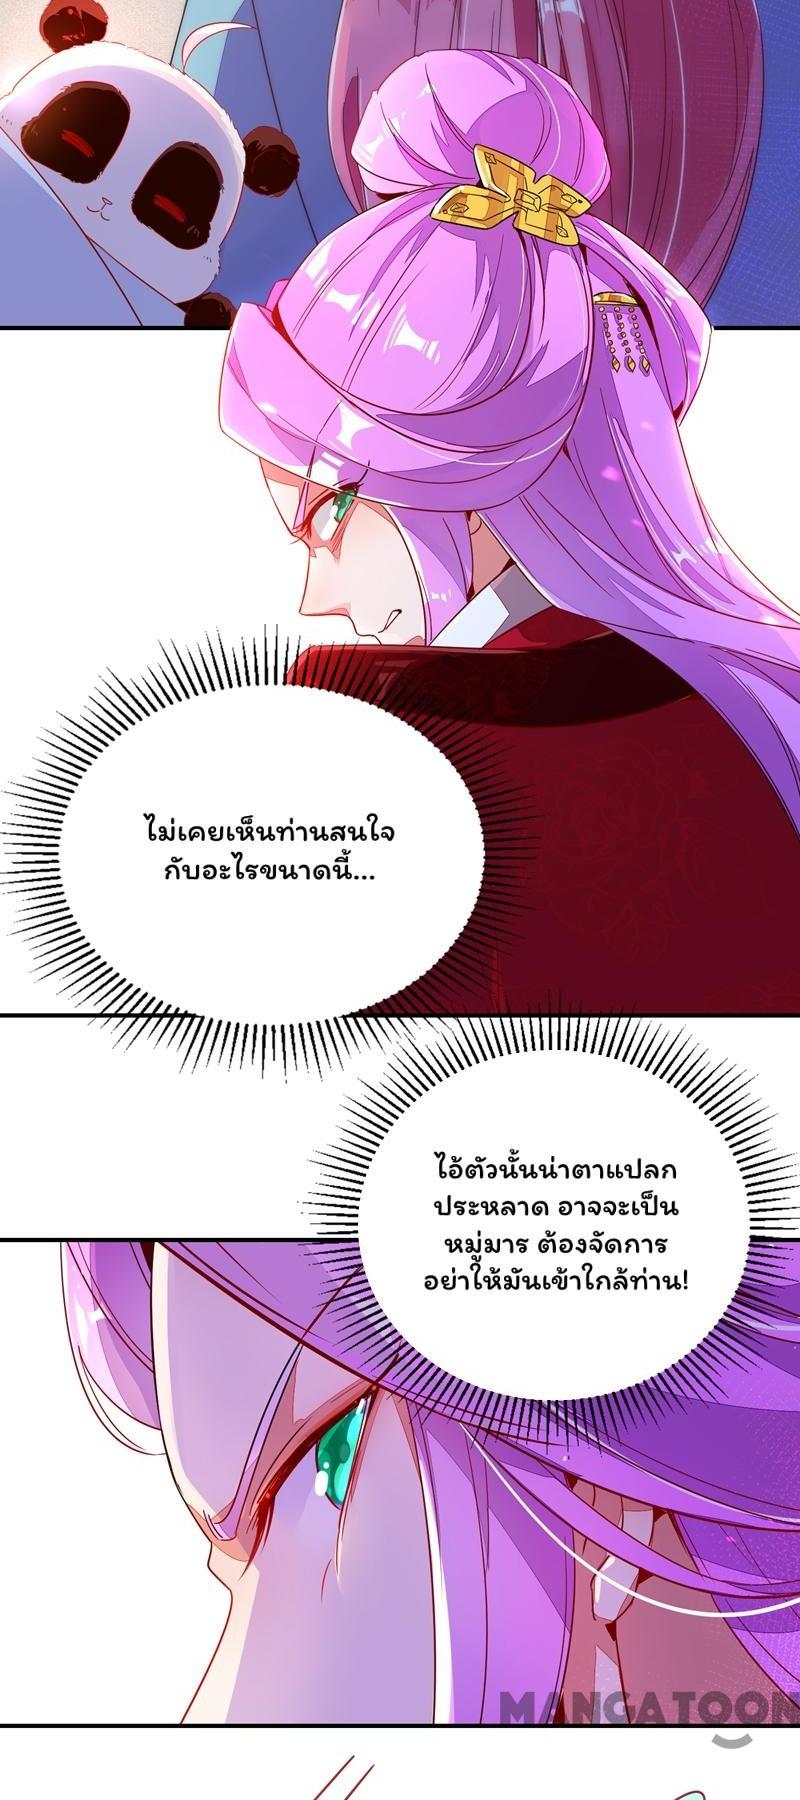 ไม่เคยเห็นท่านสนใจ
กับอะไรขนาดนี้...
ไอ้ตัวนั้นน่าตาแปลก
ประหลาด อาจจะเป็น
หมู่มาร ต้องจัดการ
อย่าให้มันเข้าใกล้ท่าน!
MANGATOON